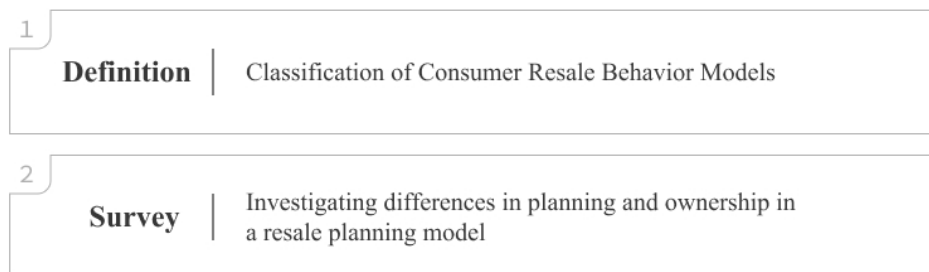 1
Definition
Classification of Consumer Resale Behavior Models
2
Survey
Investigating differences in planning and ownership in
a resale planning model